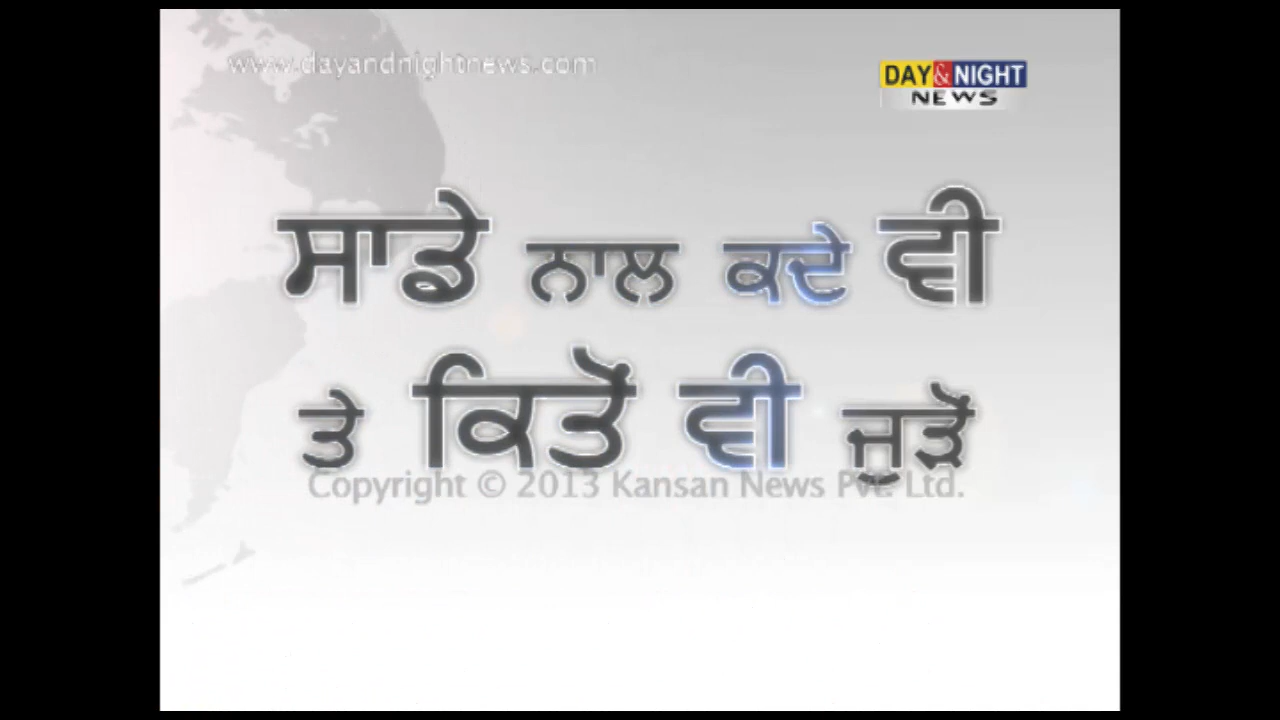 www.dayandnightnews.com
DAY & NIGHT
NEWS
ਸਾਡੇ ਨਾਲ ਕਦੇ ਵੀ
ਤੇ ਕਿਤੋਂ ਵੀ ਜੁੜੋਂ
Copyright © 2013 Kansan News Pvt. Ltd.